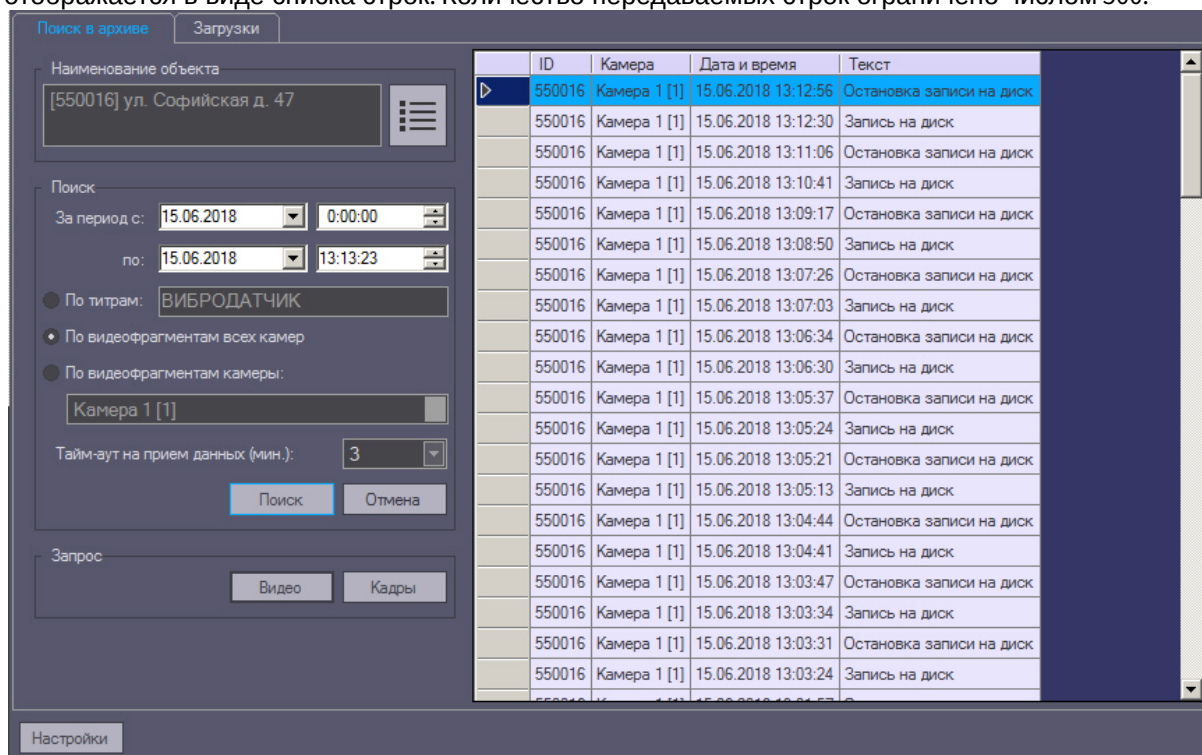 отображается в виде списка строк. Количество передаваемых строк ограничено числом 500.
Поиск в архиве Загрузки
Наименование объекта
[550016] ул. Софийская д. 47
Поиск
За период с: 15.06.2018 0:00:00
по: 15.06.2018 13:13:23
По титрам: ВИБРОДАТЧИК
По видеофрагментам всех камер
По видеофрагментам камеры:
Камера 1 [1]
Тайм-аут на прием данных (мин.): 3
Поиск Отмена
Запрос
Видео Кадры
ID Камера Дата и время Текст
550016 Камера 1 [1] 15.06.2018 13:12:56 Остановка записи на диск
550016 Камера 1 [1] 15.06.2018 13:12:30 Запись на диск
550016 Камера 1 [1] 15.06.2018 13:11:06 Остановка записи на диск
550016 Камера 1 [1] 15.06.2018 13:10:41 Запись на диск
550016 Камера 1 [1] 15.06.2018 13:09:17 Остановка записи на диск
550016 Камера 1 [1] 15.06.2018 13:08:50 Запись на диск
550016 Камера 1 [1] 15.06.2018 13:07:26 Остановка записи на диск
550016 Камера 1 [1] 15.06.2018 13:07:03 Запись на диск
550016 Камера 1 [1] 15.06.2018 13:06:34 Остановка записи на диск
550016 Камера 1 [1] 15.06.2018 13:06:30 Запись на диск
550016 Камера 1 [1] 15.06.2018 13:05:37 Остановка записи на диск
550016 Камера 1 [1] 15.06.2018 13:05:24 Запись на диск
550016 Камера 1 [1] 15.06.2018 13:05:21 Остановка записи на диск
550016 Камера 1 [1] 15.06.2018 13:05:13 Запись на диск
550016 Камера 1 [1] 15.06.2018 13:04:44 Остановка записи на диск
550016 Камера 1 [1] 15.06.2018 13:04:41 Запись на диск
550016 Камера 1 [1] 15.06.2018 13:03:47 Остановка записи на диск
550016 Камера 1 [1] 15.06.2018 13:03:34 Запись на диск
550016 Камера 1 [1] 15.06.2018 13:03:31 Остановка записи на диск
550016 Камера 1 [1] 15.06.2018 13:03:24 Запись на диск
Настройки